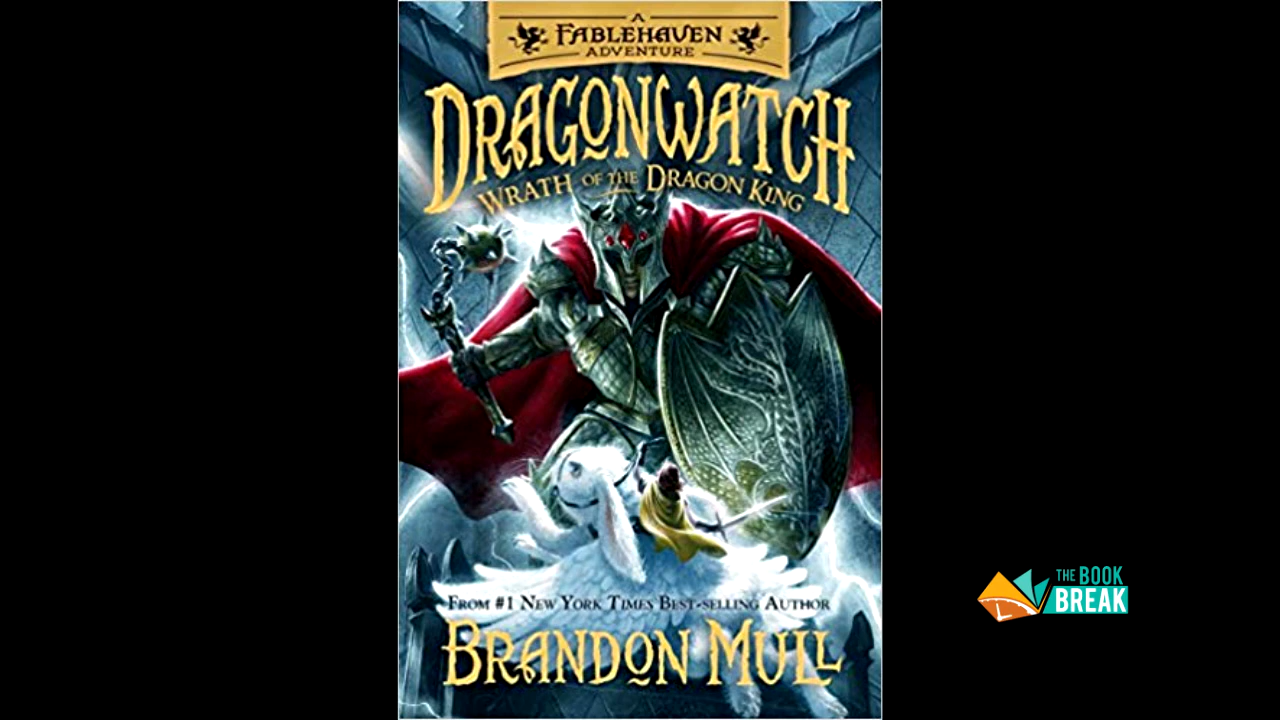 A
FABLEHAVEN
ADVENTURE
DRAGONWATCH
WRATH OF THE DRAGON KING
FROM #1 NEW YORK TIMES BEST-SELLING AUTHOR
BRANDON MULL
THE BOOK
BREAK